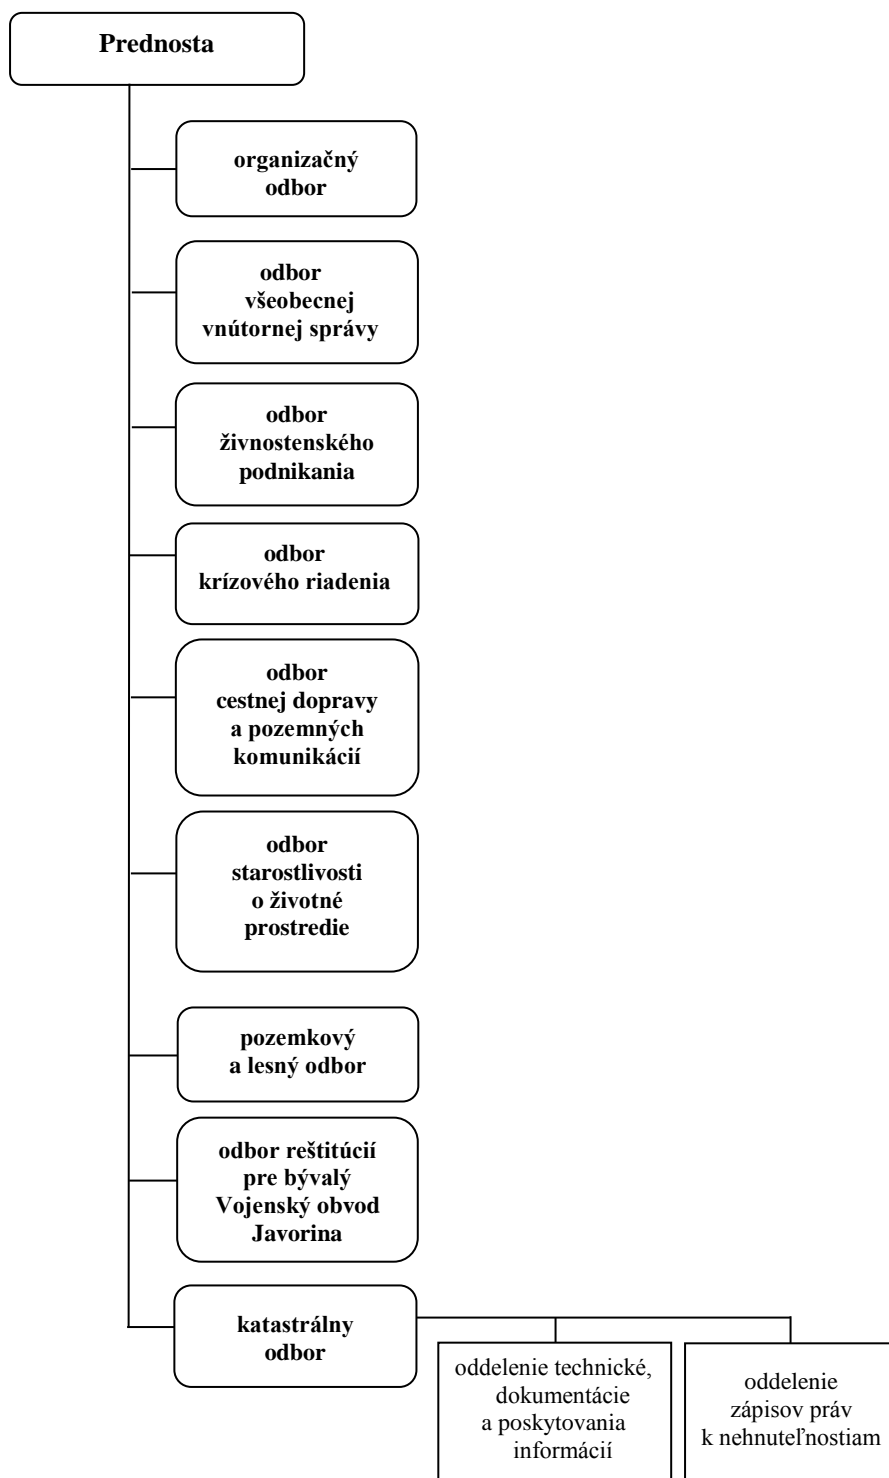 Prednosta
organizačný
odbor
odbor
všeobecnej
vnútornej správy
odbor
živnostenského
podnikania
odbor
krízového riadenia
odbor
cestnej dopravy
a pozemných
komunikácií
odbor
starostlivosti
o životné
prostredie
pozemkový
a lesný odbor
odbor reštitúcií
pre bývalý
Vojenský obvod
Javorina
katastrálny
odbor
oddelenie technické,
dokumentácie
a poskytovania
informácií
oddelenie
zápisov práv
k nehnuteľnostiam